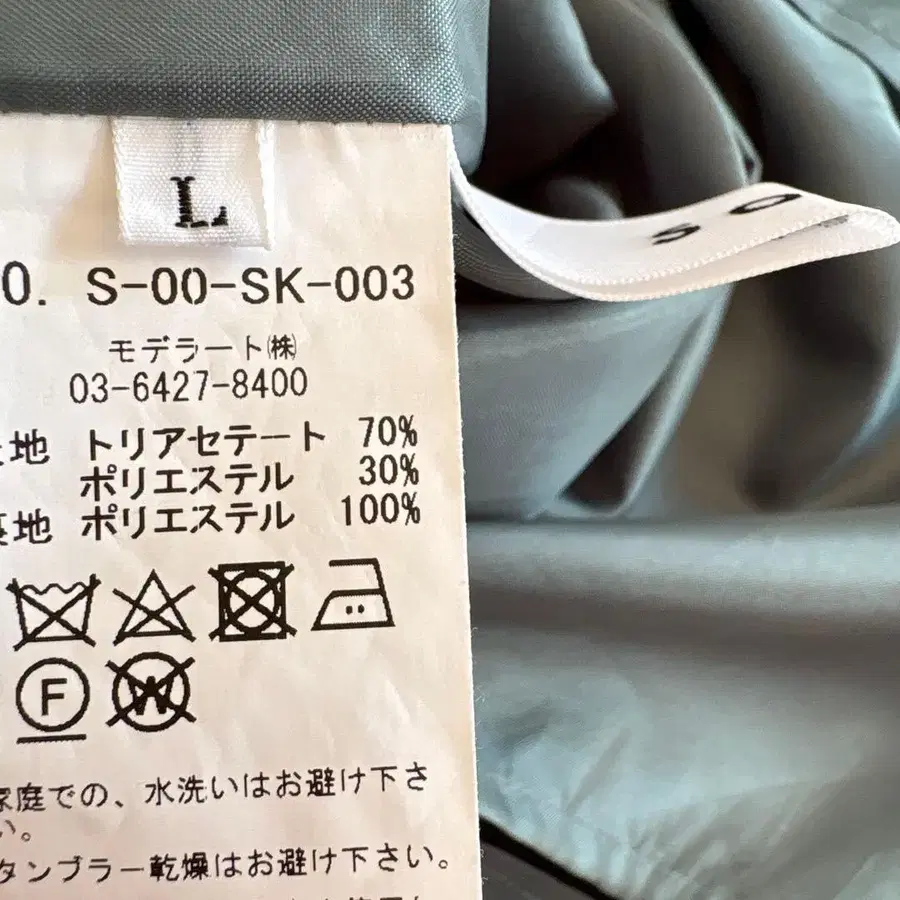 L
0. S-00-SK-003
モデラート㈱
03-6427-8400
地 トリアセテート 70%
ポリエステル 30%
地 ポリエステル 100%
F
W
家庭での、水洗いはお避け下さ
い。
タンブラー乾燥はお避け下さい。
S O